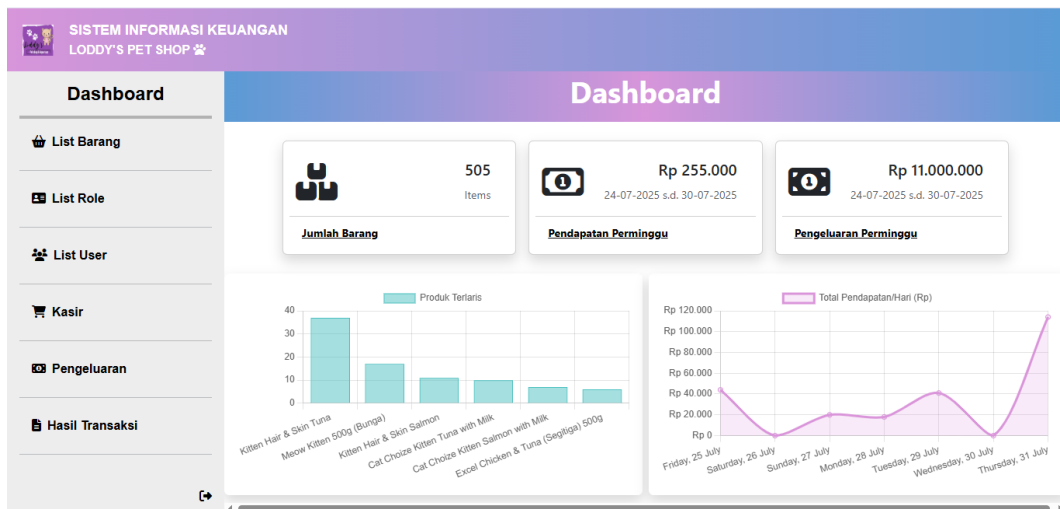 SISTEM INFORMASI KEUANGAN
LODDY'S PET SHOP
Dashboard
List Barang
List Role
List User
Kasir
Pengeluaran
Hasil Transaksi
Dashboard
505
Items
Jumlah Barang
Rp 255.000
24-07-2025 s.d. 30-07-2025
Pendapatan Perminggu
Rp 11.000.000
24-07-2025 s.d. 30-07-2025
Pengeluaran Perminggu
Produk Terlaris
40
30
20
10
0
Kitten Hair & Skin Tuna
Meow Kitten 500g (Bunga)
Kitten Hair & Skin Salmon
Cat Choize Kitten Tuna with Milk
Cat Choize Kitten Salmon with Milk
Excel Chicken & Tuna (Segitiga) 500g
Total Pendapatan/Hari (Rp)
Rp 120.000
Rp 100.000
Rp 80.000
Rp 60.000
Rp 40.000
Rp 20.000
Rp 0
Friday, 25 July
Saturday, 26 July
Sunday, 27 July
Monday, 28 July
Tuesday, 29 July
Wednesday, 30 July
Thursday, 31 July